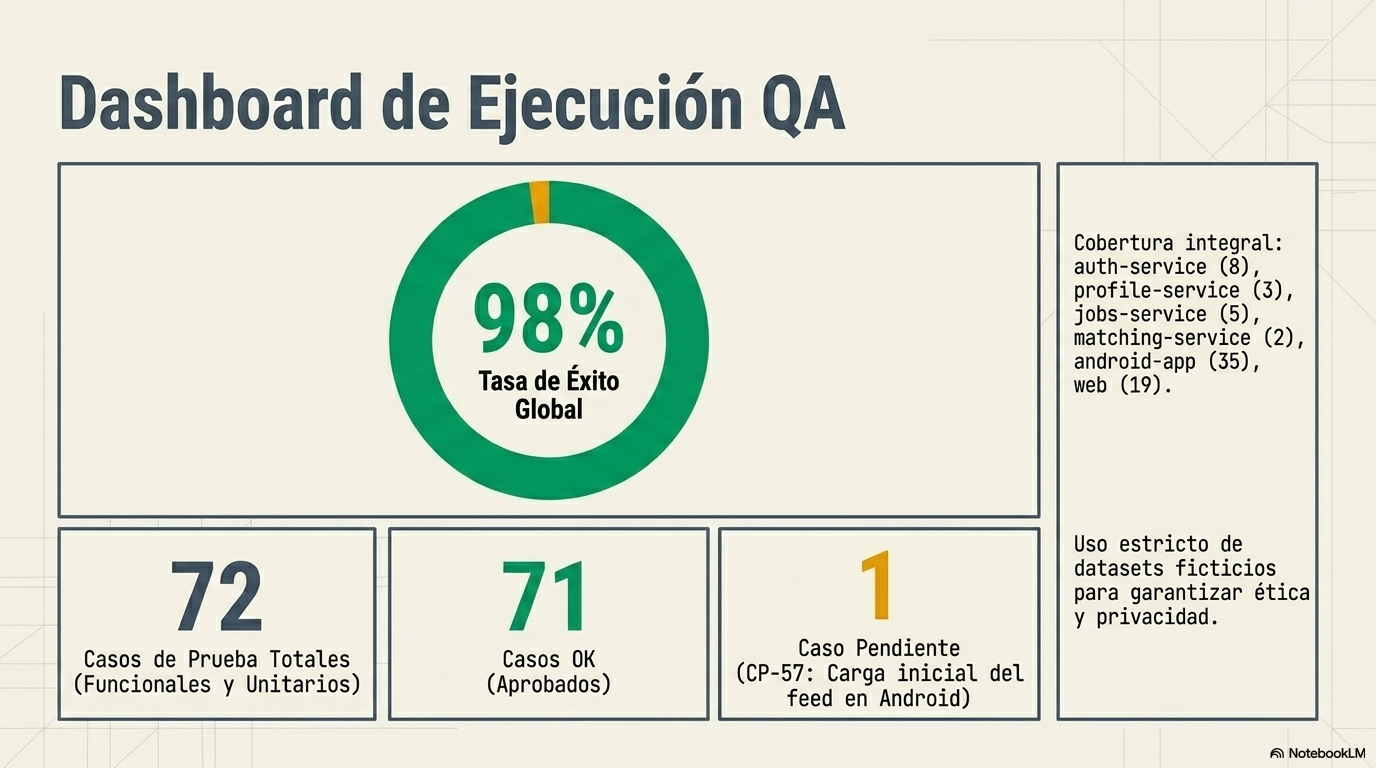 Dashboard de Ejecución QA
98%
Tasa de Éxito
Global
72
Casos de Prueba Totales
(Funcionales y Unitarios)
71
Casos OK
(Aprobados)
1
Caso Pendiente
(CP-57: Carga inicial del
feed en Android)
Cobertura integral:
auth-service (8),
profile-service (3),
jobs-service (5),
matching-service (2),
android-app (35),
web (19).
Uso estricto de
datasets ficticios
para garantizar ética
y privacidad.
NotebookLM